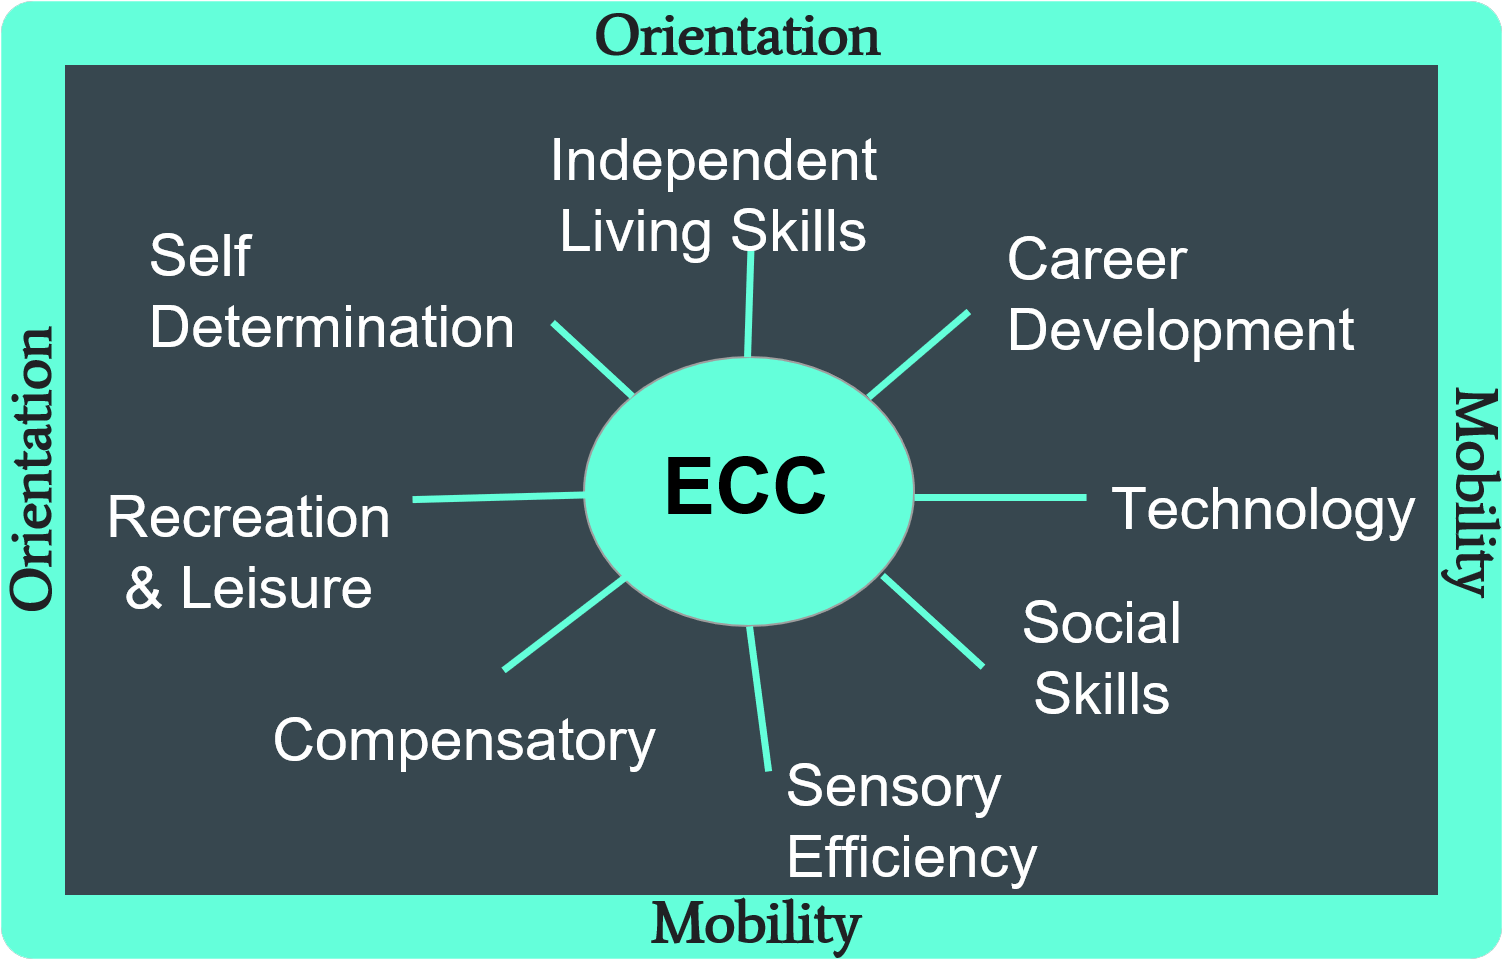 Orientation
Independent
Living Skills
Self
Determination
Career
Development
Orientation
Mobility
ECC
Recreation
& Leisure
Technology
Social
Skills
Compensatory
Sensory
Efficiency
Mobility